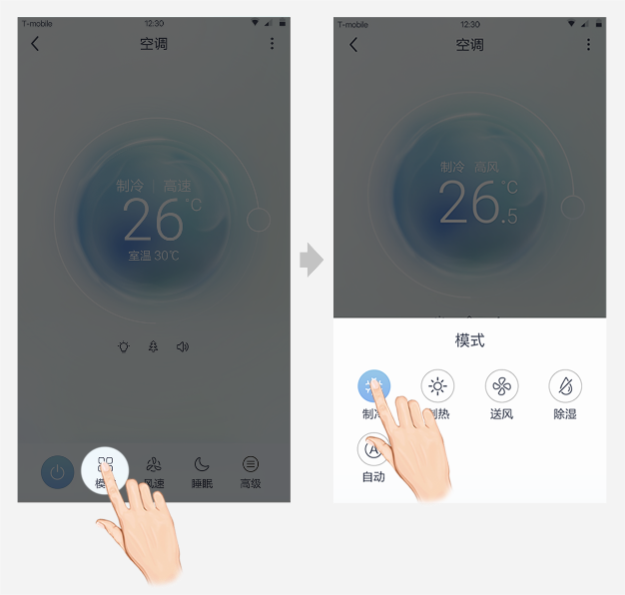 T-mobile 12:30
空调
制冷 | 高速
26°C
室温 30℃
模
风速
睡眠
高级
T-mobile 12:30
空调
制冷 高风
26.5°C
模式
制
制热
送风
除湿
A
自动